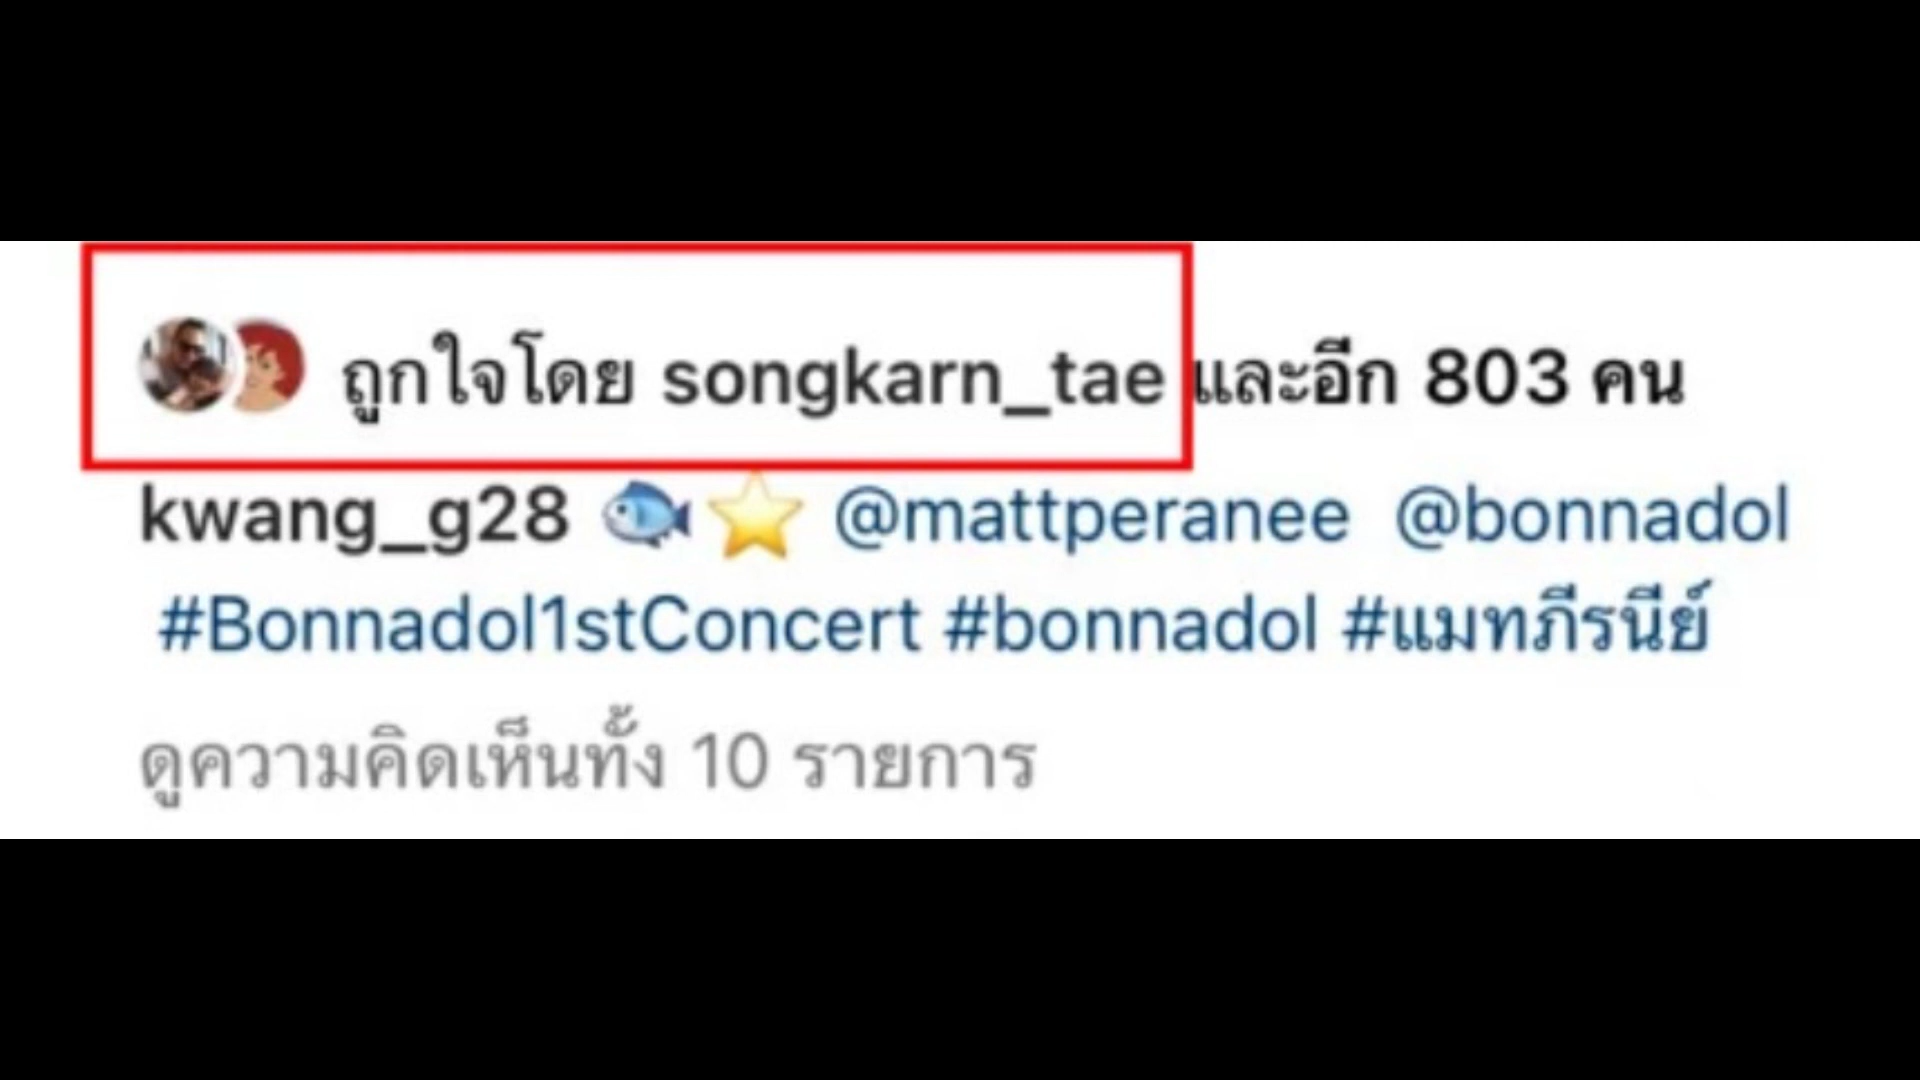 ถูกใจโดย songkarn_tae และอีก 803 คน
kwang_g28 🐟⭐ @mattperanee @bonnadol
#Bonnadol1stConcert #bonnadol #แมทภีรนีย์
ดูความคิดเห็นทั้ง 10 รายการ